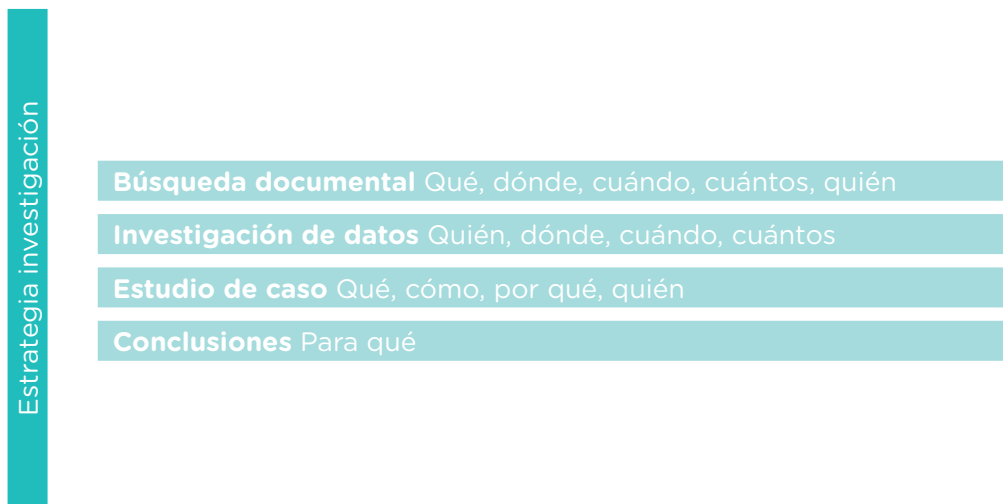 Estrategia investigación
Búsqueda documental Qué, dónde, cuándo, cuántos, quién
Investigación de datos Quién, dónde, cuándo, cuántos
Estudio de caso Qué, cómo, por qué, quién
Conclusiones Para qué